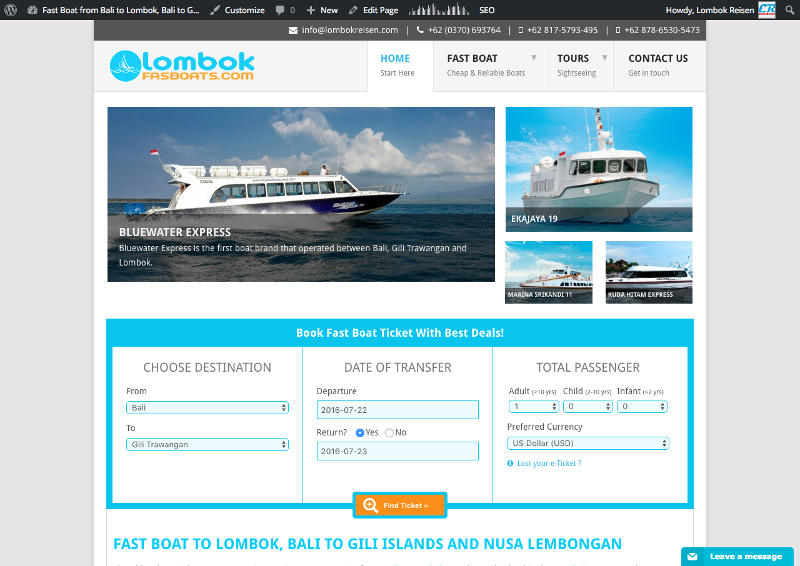 Fast Boat from Bali to Lombok, Bali to G... Customize 0 New Edit Page SEO Howdy, Lombok Reisen
info@lombokreisen.com | +62 (0370) 693764 | +62 817-5793-495 | +62 878-6530-5473
Lombok
FASBOATS.COM
HOME FAST BOAT TOURS CONTACT US
Start Here Cheap & Reliable Boats Sightseeing Get in touch
BLUEWATER EXPRESS
Bluewater Express is the first boat brand that operated between Bali, Gili Trawangan and
Lombok.
EKAJAYA 19
MARINA SRIKANDI 11
KUDA HITAM EXPRESS
Book Fast Boat Ticket With Best Deals!
CHOOSE DESTINATION
From
Bali
To
Gili Trawangan
DATE OF TRANSFER
Departure
2016-07-22
Return? Yes No
2016-07-23
TOTAL PASSENGER
Adult (>10 yrs) Child (2-10 yrs) Infant (<2 yrs)
1 0 0
Preferred Currency
US Dollar (USD)
Lost your e-Ticket ?
Find Ticket »
FAST BOAT TO LOMBOK, BALI TO GILI ISLANDS AND NUSA LEMBONGAN
Leave a message